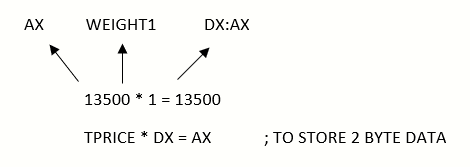 AX WEIGHT1 DX:AX
13500 * 1 = 13500
TPRICE * DX = AX ; TO STORE 2 BYTE DATA